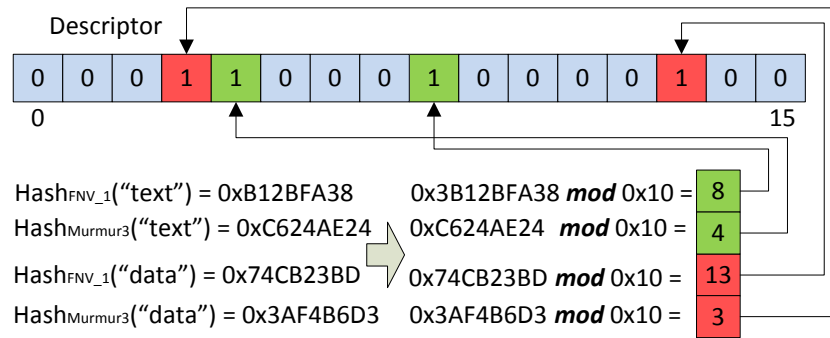 Descriptor
0 0 0 1 1 0 0 0 1 0 0 0 0 1 0 0
0 15
HashFNV_1(“text”) = 0xB12BFA38 0x3B12BFA38 mod 0x10 = 8
HashMurmur3(“text”) = 0xC624AE24 0xC624AE24 mod 0x10 = 4
HashFNV_1(“data”) = 0x74CB23BD 0x74CB23BD mod 0x10 = 13
HashMurmur3(“data”) = 0x3AF4B6D3 0x3AF4B6D3 mod 0x10 = 3